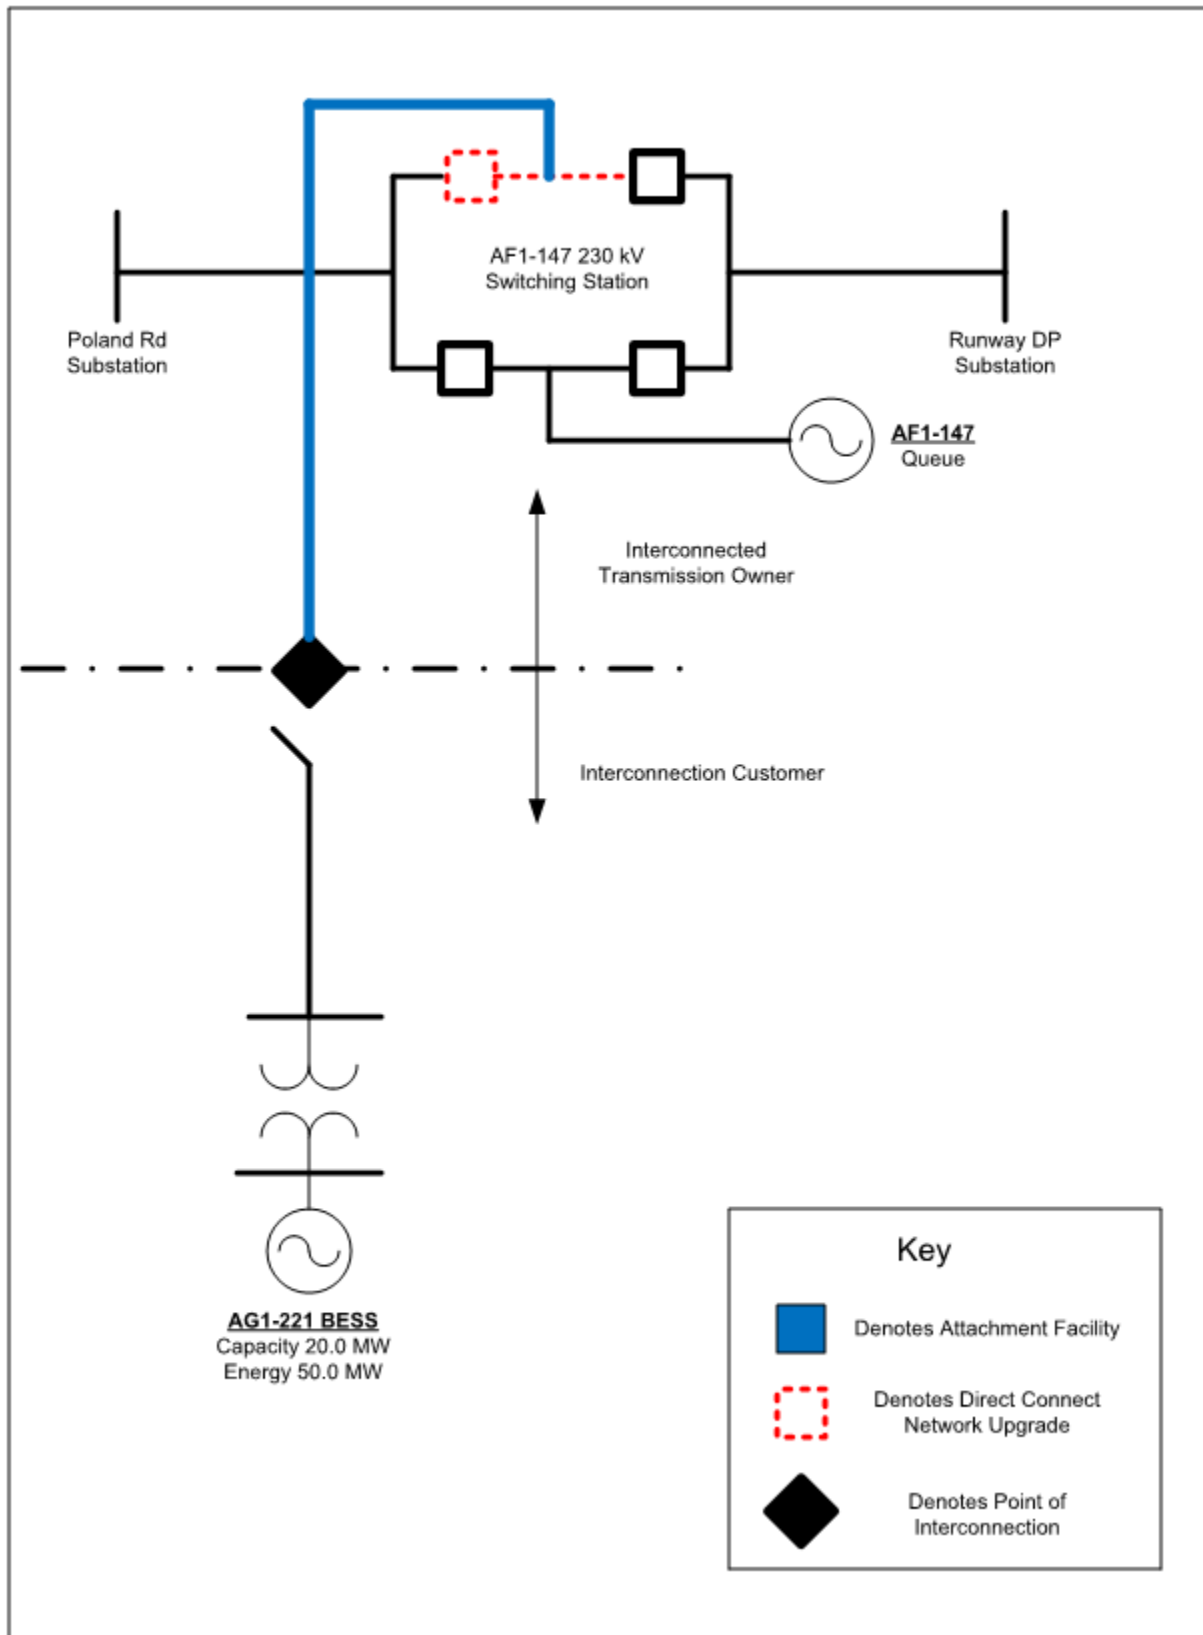 AF1-147 230 kV
Switching Station
Poland Rd
Substation
Runway DP
Substation
AF1-147
Queue
Interconnected
Transmission Owner
Interconnection Customer
AG1-221 BESS
Capacity 20.0 MW
Energy 50.0 MW
Key
Denotes Attachment Facility
Denotes Direct Connect
Network Upgrade
Denotes Point of
Interconnection